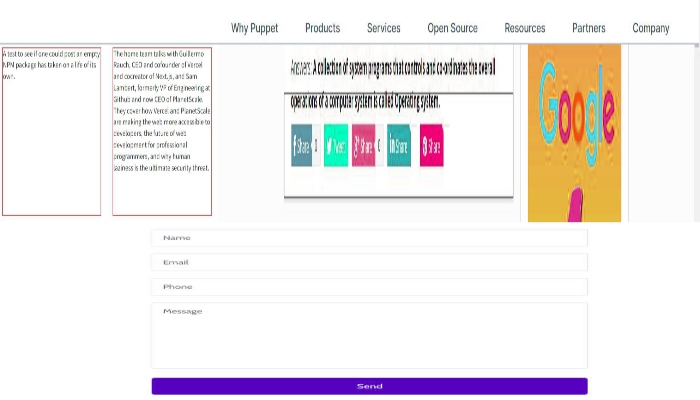 Why Puppet Products Services Open Source Resources Partners Company
A test to see if one could post an empty
NPN package has taken on a life of its
own.
The home team talks with Guillermo
Rauch, CEO and cofounder of Vercel
and cocreator of Next.js, and Sam
Lambert, formerly VP of Engineering at
Github and now CEO of PlanetScale.
They cover how Vercel and PlanetScale
are making the web more accessible to
developers, the future of web
development for professional
programmers, and why human
laziness is the ultimate security threat.
Answers: A collection of system programs that controls and co-ordinates the overall
operations of a computer system is called Operating system.
f Share 0 Tweet g+ Share 0 in Share Share
Google
Name
Email
Phone
Message
Send